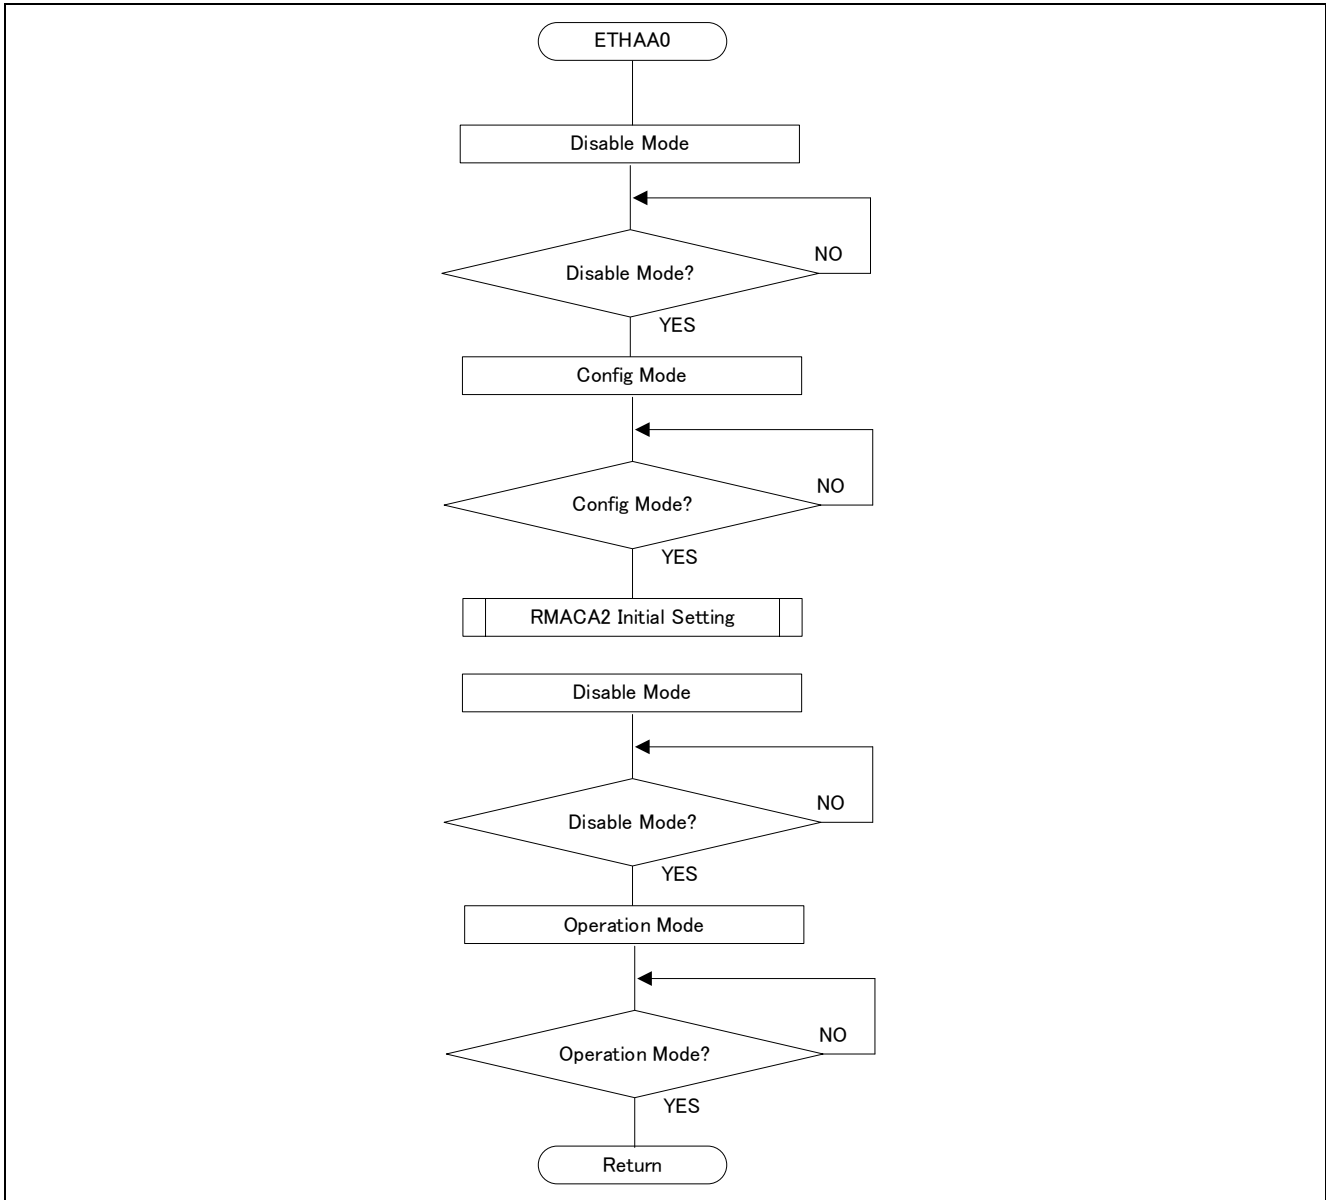 ETHAA0
Disable Mode
Disable Mode?
NO
YES
Config Mode
Config Mode?
NO
YES
RMACA2 Initial Setting
Disable Mode
Disable Mode?
NO
YES
Operation Mode
Operation Mode?
NO
YES
Return